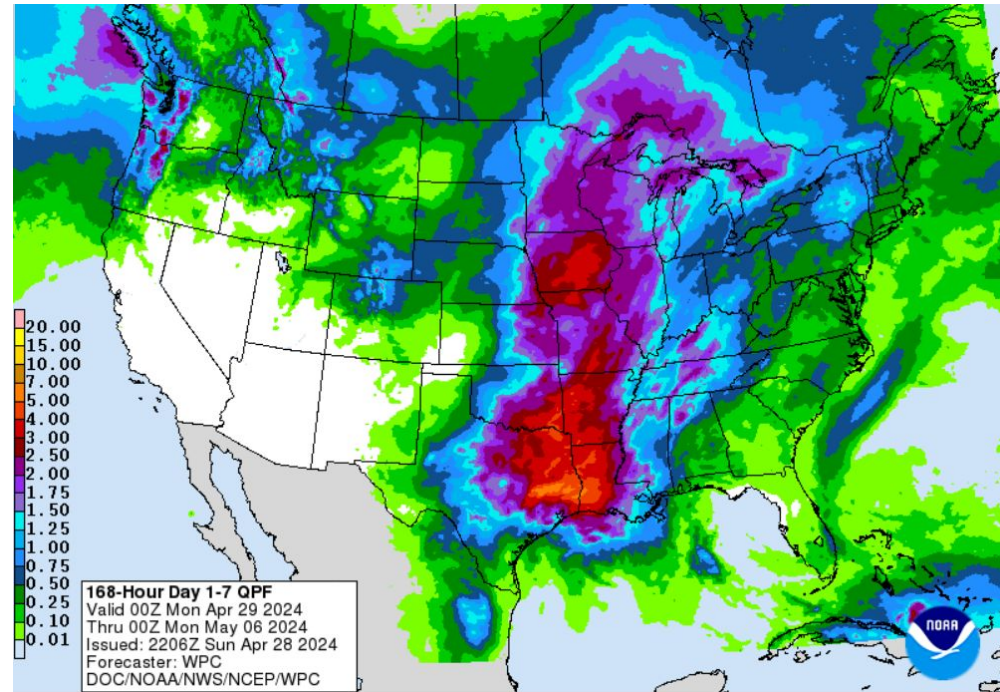 20.00
15.00
10.00
7.00
5.00
4.00
3.00
2.50
2.00
1.75
1.50
1.25
1.00
0.75
0.50
0.25
0.10
0.01
168-Hour Day 1-7 QPF
Valid 00Z Mon Apr 29 2024
Thru 00Z Mon May 06 2024
Issued: 2206Z Sun Apr 28 2024
Forecaster: WPC
DOC/NOAA/NWS/NCEP/WPC
NOAA